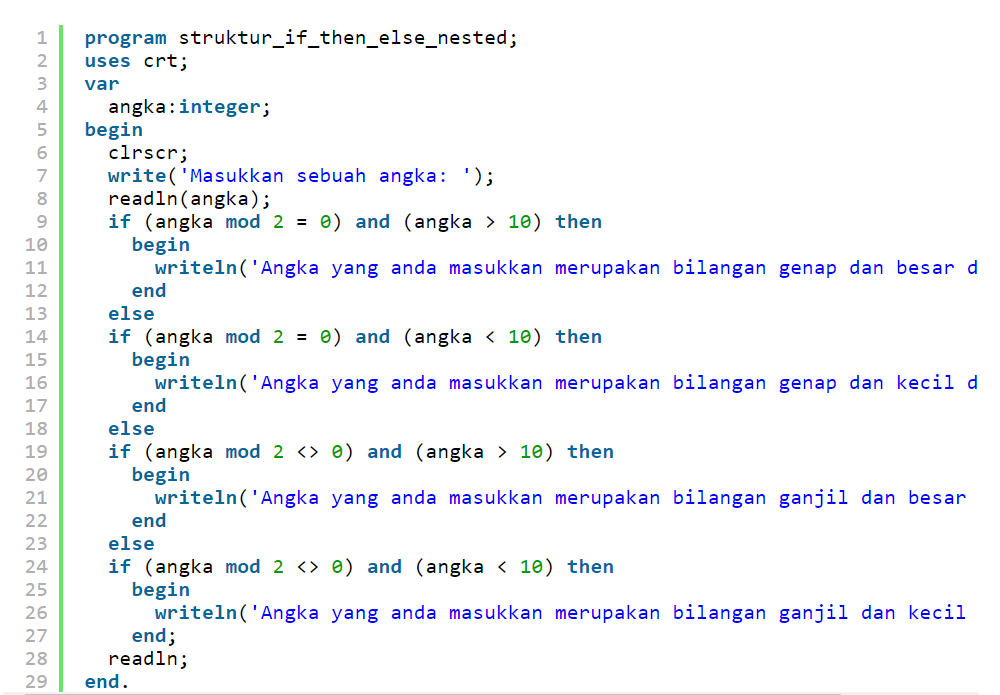 1 program struktur_if_then_else_nested;
2 uses crt;
3 var
4 angka:integer;
5 begin
6 clrscr;
7 write('Masukkan sebuah angka: ');
8 readln(angka);
9 if (angka mod 2 = 0) and (angka > 10) then
10 begin
11 writeln('Angka yang anda masukkan merupakan bilangan genap dan besar d
12 end
13 else
14 if (angka mod 2 = 0) and (angka < 10) then
15 begin
16 writeln('Angka yang anda masukkan merupakan bilangan genap dan kecil d
17 end
18 else
19 if (angka mod 2 <> 0) and (angka > 10) then
20 begin
21 writeln('Angka yang anda masukkan merupakan bilangan ganjil dan besar
22 end
23 else
24 if (angka mod 2 <> 0) and (angka < 10) then
25 begin
26 writeln('Angka yang anda masukkan merupakan bilangan ganjil dan kecil
27 end;
28 readln;
29 end.